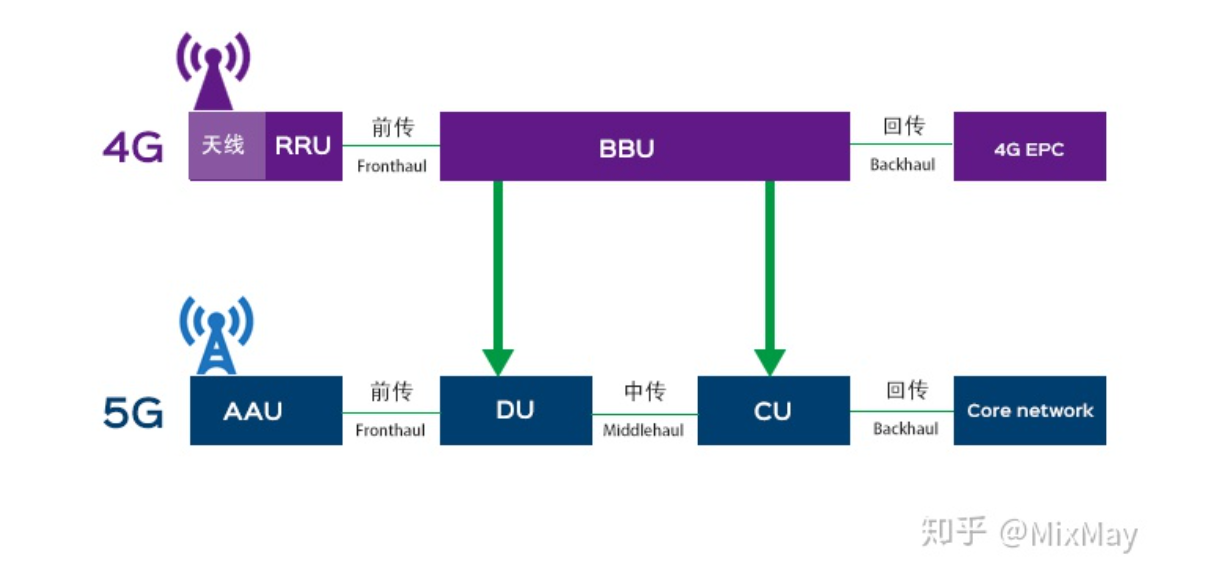 4G
天线
RRU
前传
Fronthaul
BBU
回传
Backhaul
4G EPC
5G
AAU
前传
Fronthaul
DU
中传
Middlehaul
CU
回传
Backhaul
Core network
知乎 @MixMay